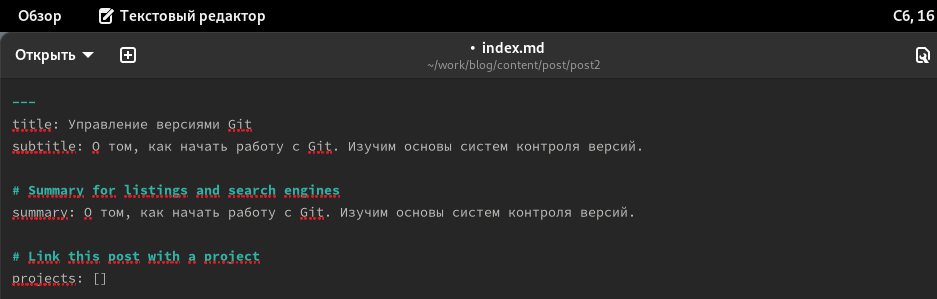 Обзор Текстовый редактор Сб, 16
Открыть • index.md
~/work/blog/content/post/post2
---
title: Управление версиями Git
subtitle: О том, как начать работу с Git. Изучим основы систем контроля версий.
# Summary for listings and search engines
summary: О том, как начать работу с Git. Изучим основы систем контроля версий.
# Link this post with a project
projects: []